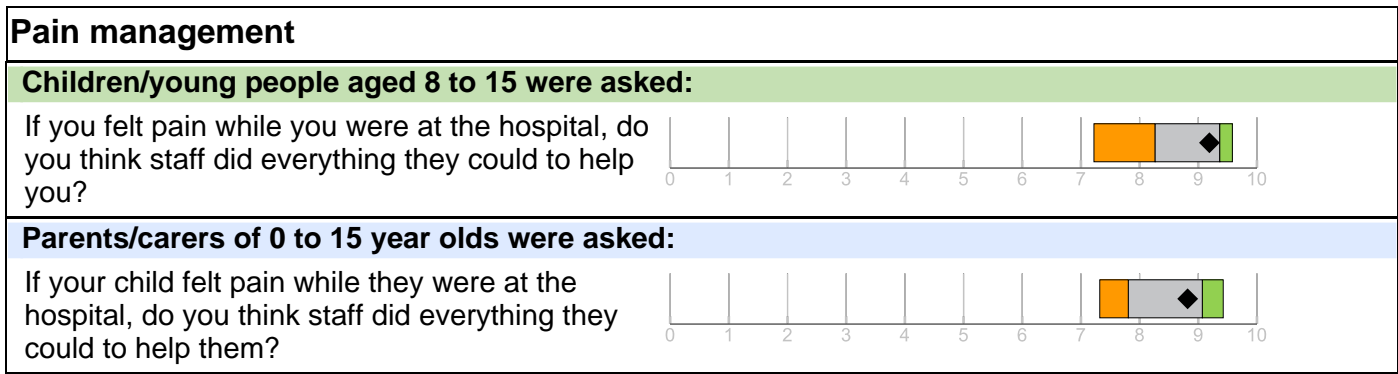 Pain management
Children/young people aged 8 to 15 were asked:
If you felt pain while you were at the hospital, do
you think staff did everything they could to help
you?
0 1 2 3 4 5 6 7 8 9 10
Parents/carers of 0 to 15 year olds were asked:
If your child felt pain while they were at the
hospital, do you think staff did everything they
could to help them?
0 1 2 3 4 5 6 7 8 9 10